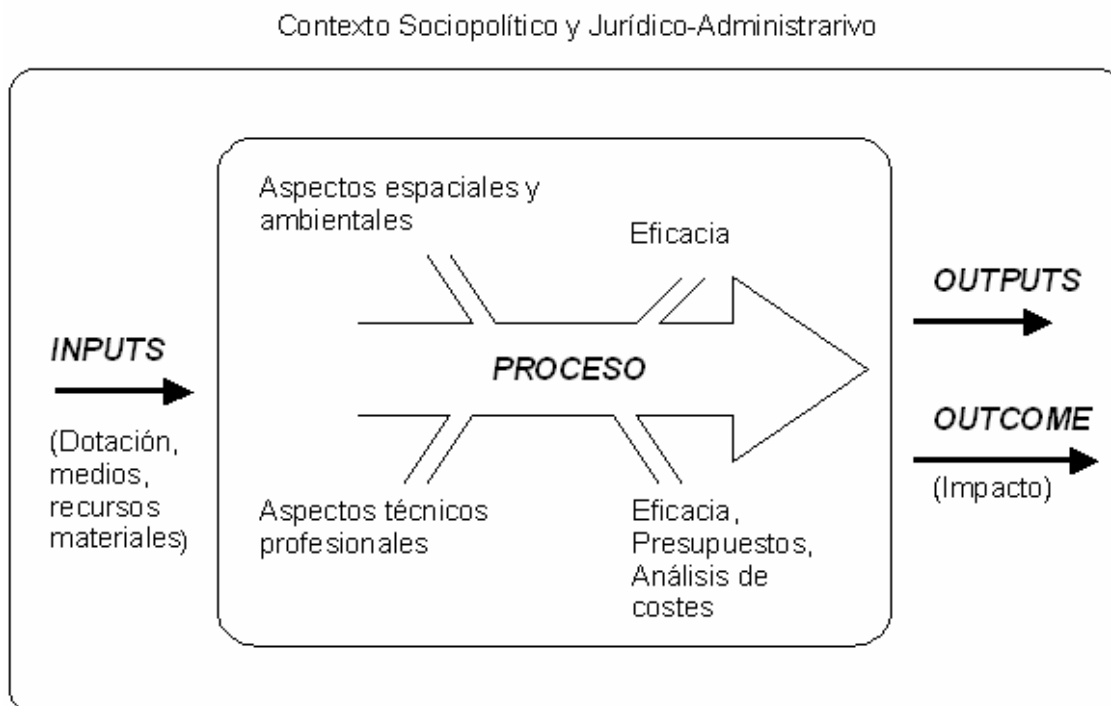 Contexto Sociopolítico y Jurídico-Administrarivo
Aspectos espaciales y
ambientales
Eficacia
INPUTS
(Dotación,
medios,
recursos
materiales)
PROCESO
OUTPUTS
OUTCOME
(Impacto)
Aspectos técnicos
profesionales
Eficacia,
Presupuestos,
Análisis de
costes